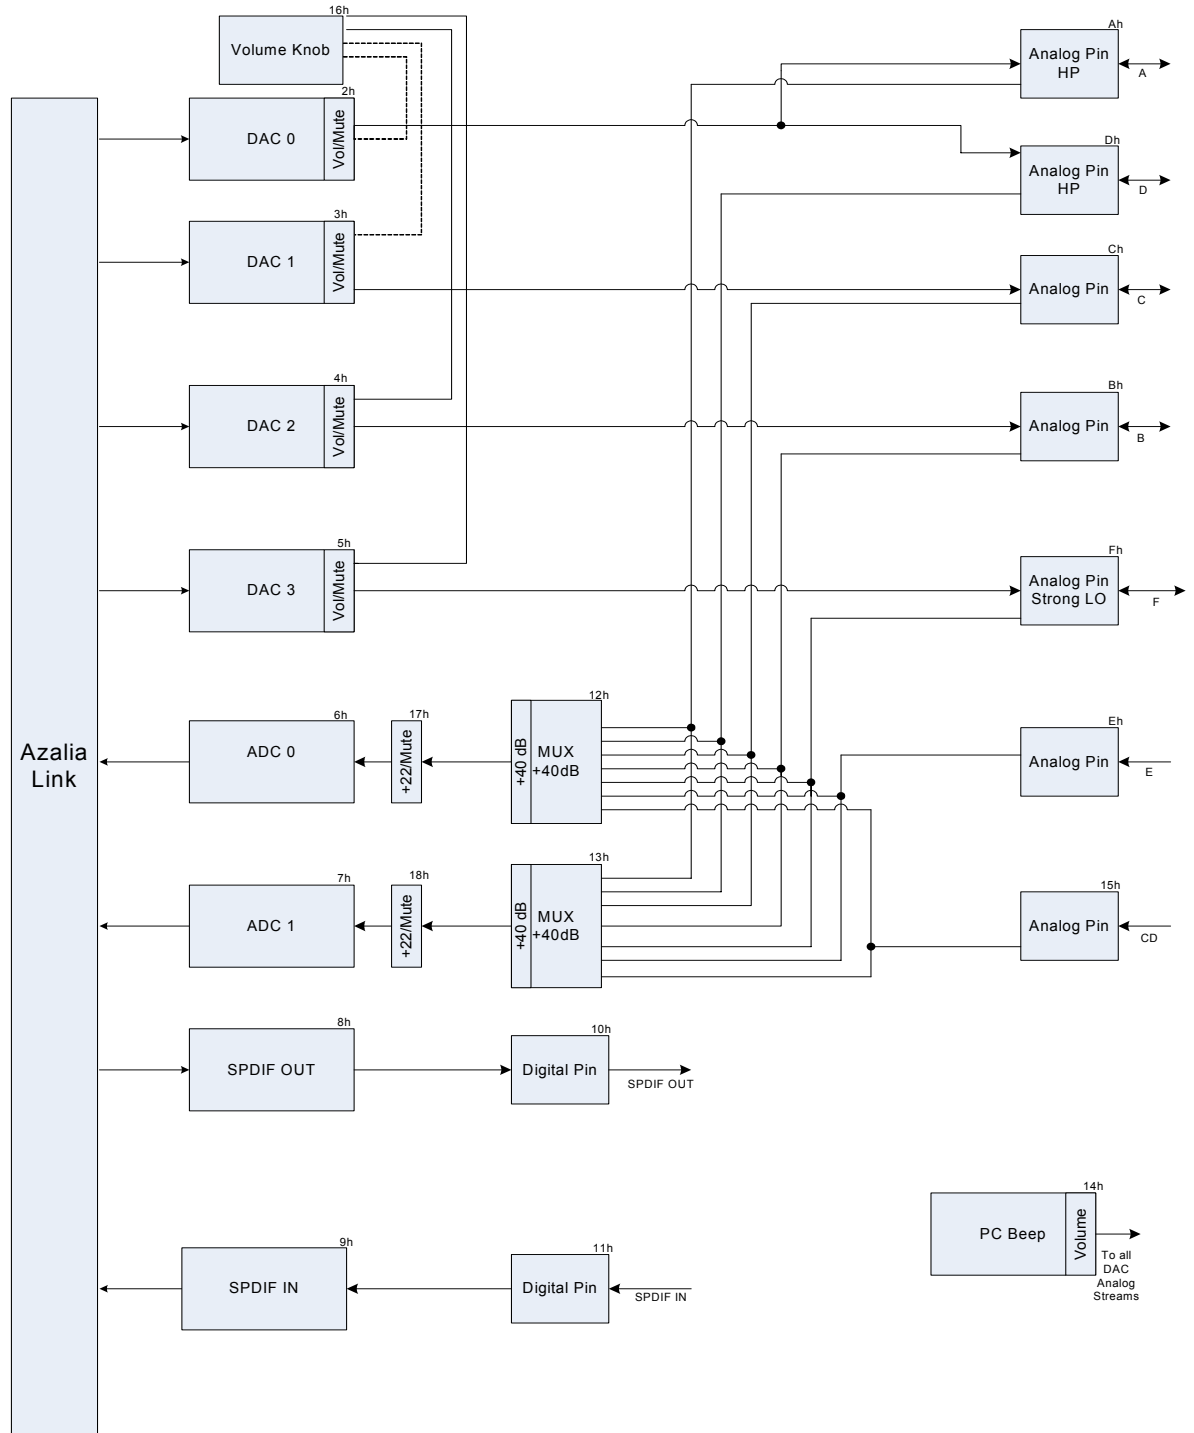 16h
Volume Knob
Ah
Analog Pin
HP
A
2h
DAC 0
Vol/Mute
Dh
Analog Pin
HP
D
3h
DAC 1
Vol/Mute
Ch
Analog Pin
C
4h
DAC 2
Vol/Mute
Bh
Analog Pin
B
5h
DAC 3
Vol/Mute
Fh
Analog Pin
Strong LO
F
Azalia
Link
6h
ADC 0
17h
+22/Mute
12h
+40 dB
MUX
+40dB
Eh
Analog Pin
E
7h
ADC 1
18h
+22/Mute
13h
+40 dB
MUX
+40dB
15h
Analog Pin
CD
8h
SPDIF OUT
10h
Digital Pin
SPDIF OUT
14h
PC Beep
Volume
To all
DAC
Analog
Streams
9h
SPDIF IN
11h
Digital Pin
SPDIF IN